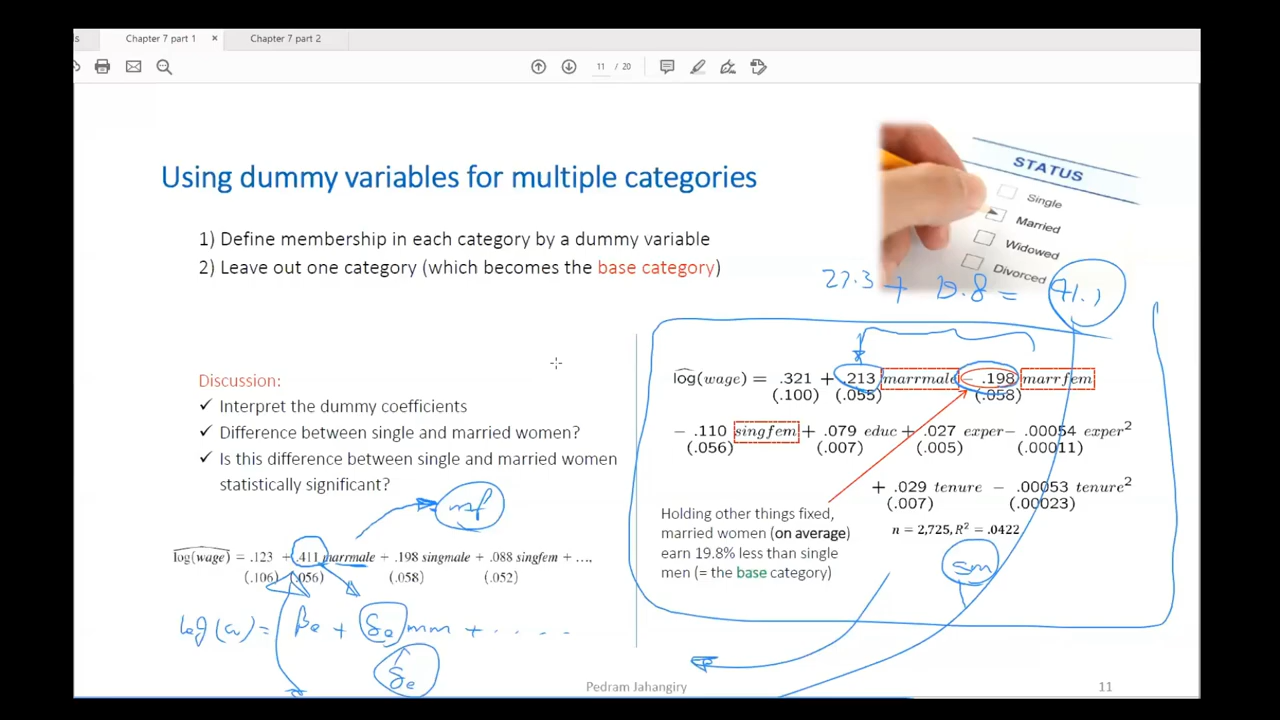 s Chapter 7 part 1 × Chapter 7 part 2
11 / 20
Using dummy variables for multiple categories
STATUS
Single
Married
Widowed
Divorced
1) Define membership in each category by a dummy variable
2) Leave out one category (which becomes the base category)
+ 19.8 =
Discussion:
✓ Interpret the dummy coefficients
✓ Difference between single and married women?
✓ Is this difference between single and married women
statistically significant?
mf
log(wage) = .123 + .411 marrmale + .198 singmale + .088 singfem + ...,
(.106) (.056) (.058) (.052)
log(w) = β₀ + δ₀ mm + .....
δ₀
log(wage) = .321 + .213 marrmale − .198 marrfem
(.100) (.055) (.058)
− .110 singfem + .079 educ + .027 exper − .00054 exper²
(.056) (.007) (.005) (.00011)
+ .029 tenure − .00053 tenure²
(.007) (.00023)
n = 2,725, R² = .0422
Holding other things fixed,
married women (on average)
earn 19.8% less than single
men (= the base category)
sm
Pedram Jahangiry
11